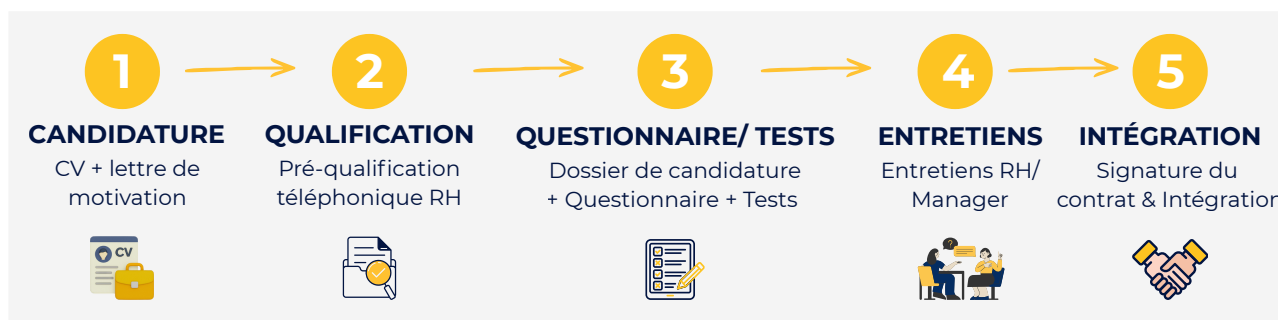 1
2
3
4
5
CANDIDATURE
CV + lettre de
motivation
QUALIFICATION
Pré-qualification
téléphonique RH
QUESTIONNAIRE/ TESTS
Dossier de candidature
+ Questionnaire + Tests
ENTRETIENS
Entretiens RH/
Manager
INTÉGRATION
Signature du
contrat & Intégration
CV
?